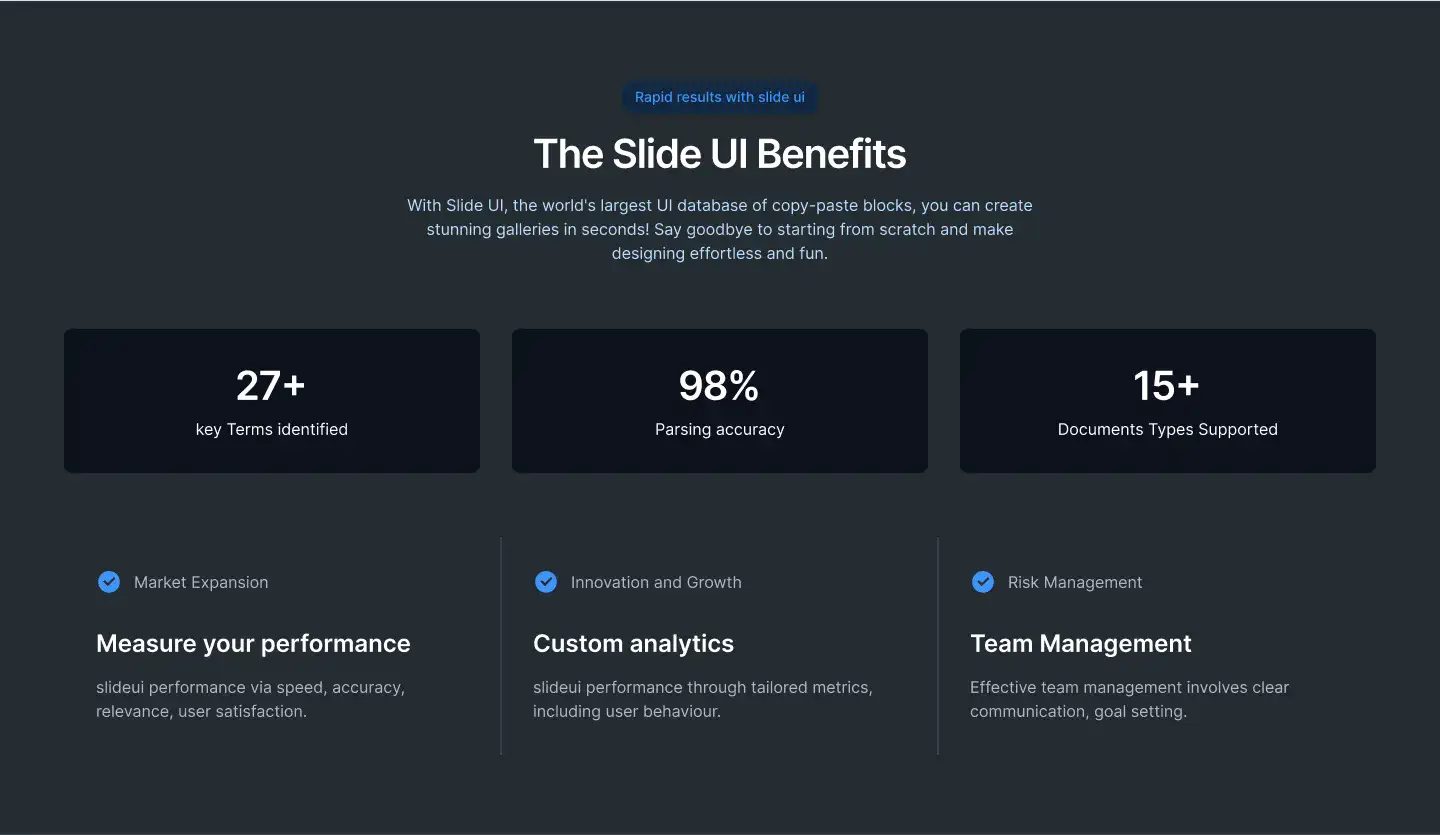 Rapid results with slide ui
The Slide UI Benefits
With Slide UI, the world's largest UI database of copy-paste blocks, you can create
stunning galleries in seconds! Say goodbye to starting from scratch and make
designing effortless and fun.
27+
key Terms identified
98%
Parsing accuracy
15+
Documents Types Supported
Market Expansion
Measure your performance
slideui performance via speed, accuracy,
relevance, user satisfaction.
Innovation and Growth
Custom analytics
slideui performance through tailored metrics,
including user behaviour.
Risk Management
Team Management
Effective team management involves clear
communication, goal setting.